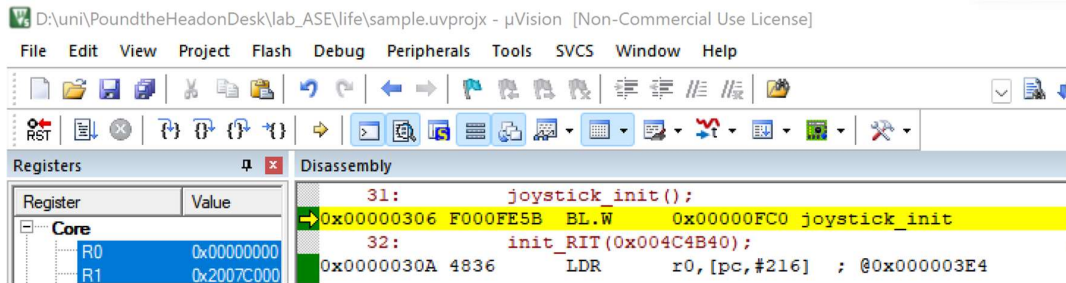 D:\uni\PoundtheHeadonDesk\lab_ASE\life\sample.uvprojx - µVision [Non-Commercial Use License]
File Edit View Project Flash Debug Peripherals Tools SVCS Window Help
RST
Registers
Disassembly
Register Value
Core
R0 0x00000000
R1 0x2007C000
31: joystick_init();
0x00000306 F000FE5B BL.W 0x00000FC0 joystick_init
32: init_RIT(0x004C4B40);
0x0000030A 4836 LDR r0,[pc,#216] ; @0x000003E4